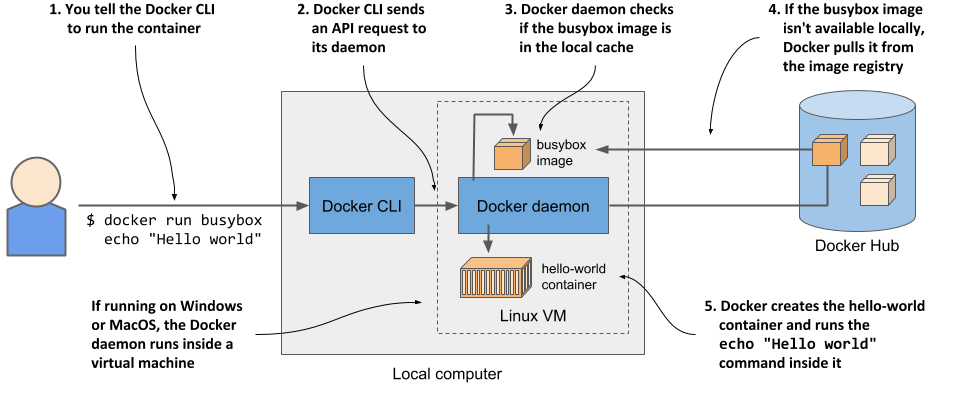 1. You tell the Docker CLI
to run the container
2. Docker CLI sends
an API request to
its daemon
3. Docker daemon checks
if the busybox image is
in the local cache
4. If the busybox image
isn't available locally,
Docker pulls it from
the image registry
busybox
image
$ docker run busybox
echo "Hello world"
Docker CLI
Docker daemon
Docker Hub
hello-world
container
Linux VM
If running on Windows
or MacOS, the Docker
daemon runs inside a
virtual machine
5. Docker creates the hello-world
container and runs the
echo "Hello world"
command inside it
Local computer